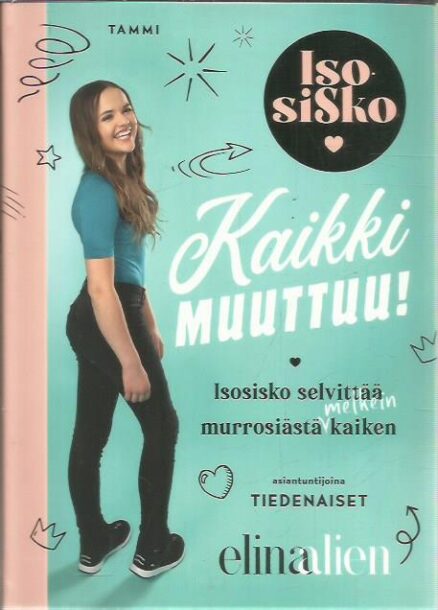 TAMMI
Iso-
siSko
Kaikki
MUUTTUU!
Isosisko selvittää
melkein
murrosiästä kaiken
asiantuntijoina
TIEDENAISET
elinaalien